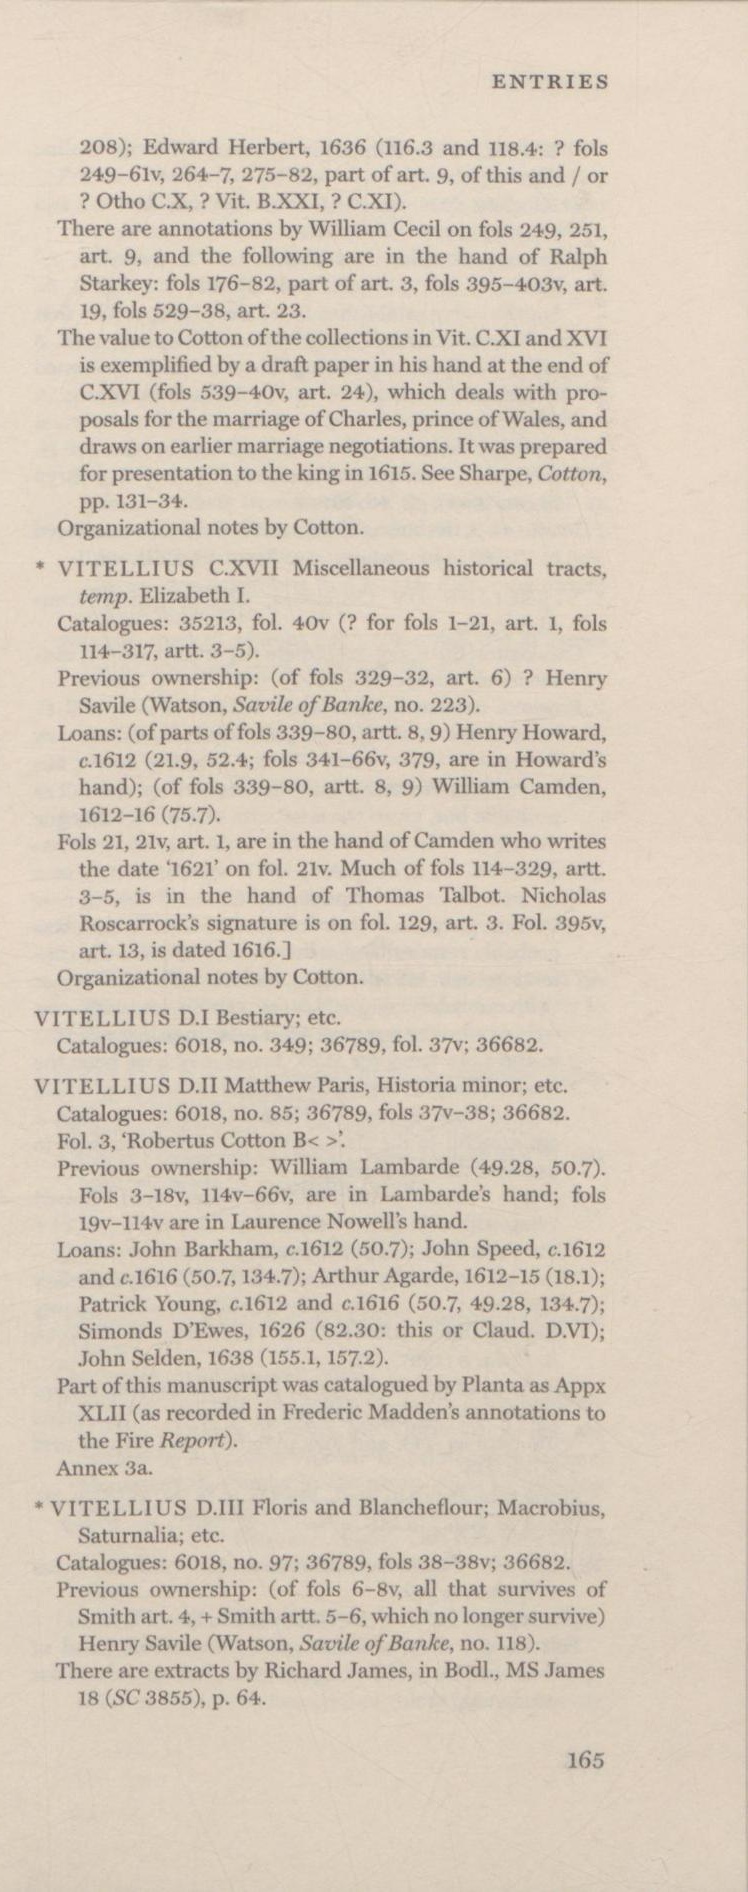 ENTRIES
208); Edward Herbert, 1636 (116.3 and 118.4: ? fols
249–61v, 264–7, 275–82, part of art. 9, of this and / or
? Otho C.X, ? Vit. B.XXI, ? C.XI).
There are annotations by William Cecil on fols 249, 251,
art. 9, and the following are in the hand of Ralph
Starkey: fols 176–82, part of art. 3, fols 395–403v, art.
19, fols 529–38, art. 23.
The value to Cotton of the collections in Vit. C.XI and XVI
is exemplified by a draft paper in his hand at the end of
C.XVI (fols 539–40v, art. 24), which deals with pro-
posals for the marriage of Charles, prince of Wales, and
draws on earlier marriage negotiations. It was prepared
for presentation to the king in 1615. See Sharpe, Cotton,
pp. 131–34.
Organizational notes by Cotton.
* VITELLIUS C.XVII Miscellaneous historical tracts,
temp. Elizabeth I.
Catalogues: 35213, fol. 40v (? for fols 1–21, art. 1, fols
114–317, artt. 3–5).
Previous ownership: (of fols 329–32, art. 6) ? Henry
Savile (Watson, Savile of Banke, no. 223).
Loans: (of parts of fols 339–80, artt. 8, 9) Henry Howard,
c.1612 (21.9, 52.4; fols 341–66v, 379, are in Howard's
hand); (of fols 339–80, artt. 8, 9) William Camden,
1612–16 (75.7).
Fols 21, 21v, art. 1, are in the hand of Camden who writes
the date '1621' on fol. 21v. Much of fols 114–329, artt.
3–5, is in the hand of Thomas Talbot. Nicholas
Roscarrock's signature is on fol. 129, art. 3. Fol. 395v,
art. 13, is dated 1616.]
Organizational notes by Cotton.
VITELLIUS D.I Bestiary; etc.
Catalogues: 6018, no. 349; 36789, fol. 37v; 36682.
VITELLIUS D.II Matthew Paris, Historia minor; etc.
Catalogues: 6018, no. 85; 36789, fols 37v–38; 36682.
Fol. 3, 'Robertus Cotton B< >'.
Previous ownership: William Lambarde (49.28, 50.7).
Fols 3–18v, 114v–66v, are in Lambarde's hand; fols
19v–114v are in Laurence Nowell's hand.
Loans: John Barkham, c.1612 (50.7); John Speed, c.1612
and c.1616 (50.7, 134.7); Arthur Agarde, 1612–15 (18.1);
Patrick Young, c.1612 and c.1616 (50.7, 49.28, 134.7);
Simonds D'Ewes, 1626 (82.30: this or Claud. D.VI);
John Selden, 1638 (155.1, 157.2).
Part of this manuscript was catalogued by Planta as Appx
XLII (as recorded in Frederic Madden's annotations to
the Fire Report).
Annex 3a.
* VITELLIUS D.III Floris and Blancheflour; Macrobius,
Saturnalia; etc.
Catalogues: 6018, no. 97; 36789, fols 38–38v; 36682.
Previous ownership: (of fols 6–8v, all that survives of
Smith art. 4, + Smith artt. 5–6, which no longer survive)
Henry Savile (Watson, Savile of Banke, no. 118).
There are extracts by Richard James, in Bodl., MS James
18 (SC 3855), p. 64.
165